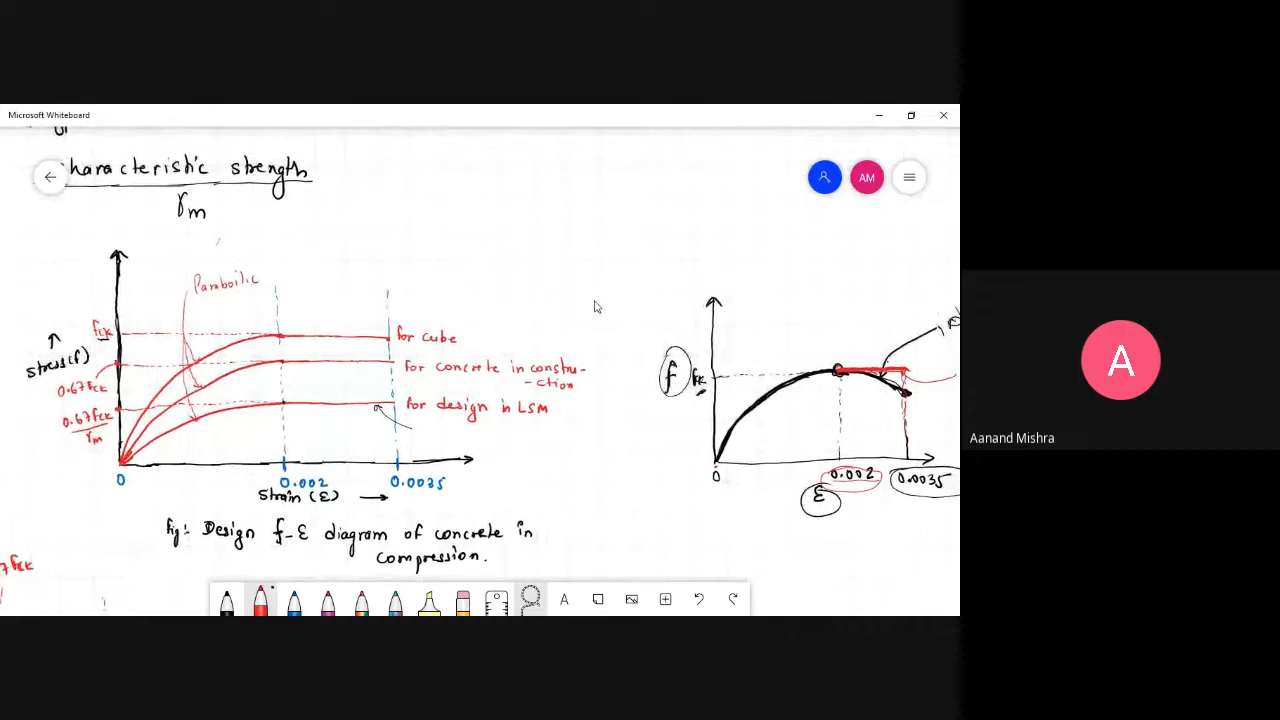 Microsoft Whiteboard
characteristic strength
γm
AM
Parabolic
fck
for cube
stress(f)
for concrete in constru-
-ction
0.67fck
for design in LSM
0.67fck
γm
0
0.002
0.0035
strain (ε)
fig:- Design f-ε diagram of concrete in
compression.
7fck
f
fck
0
0.002
0.0035
ε
A
Aanand Mishra
A